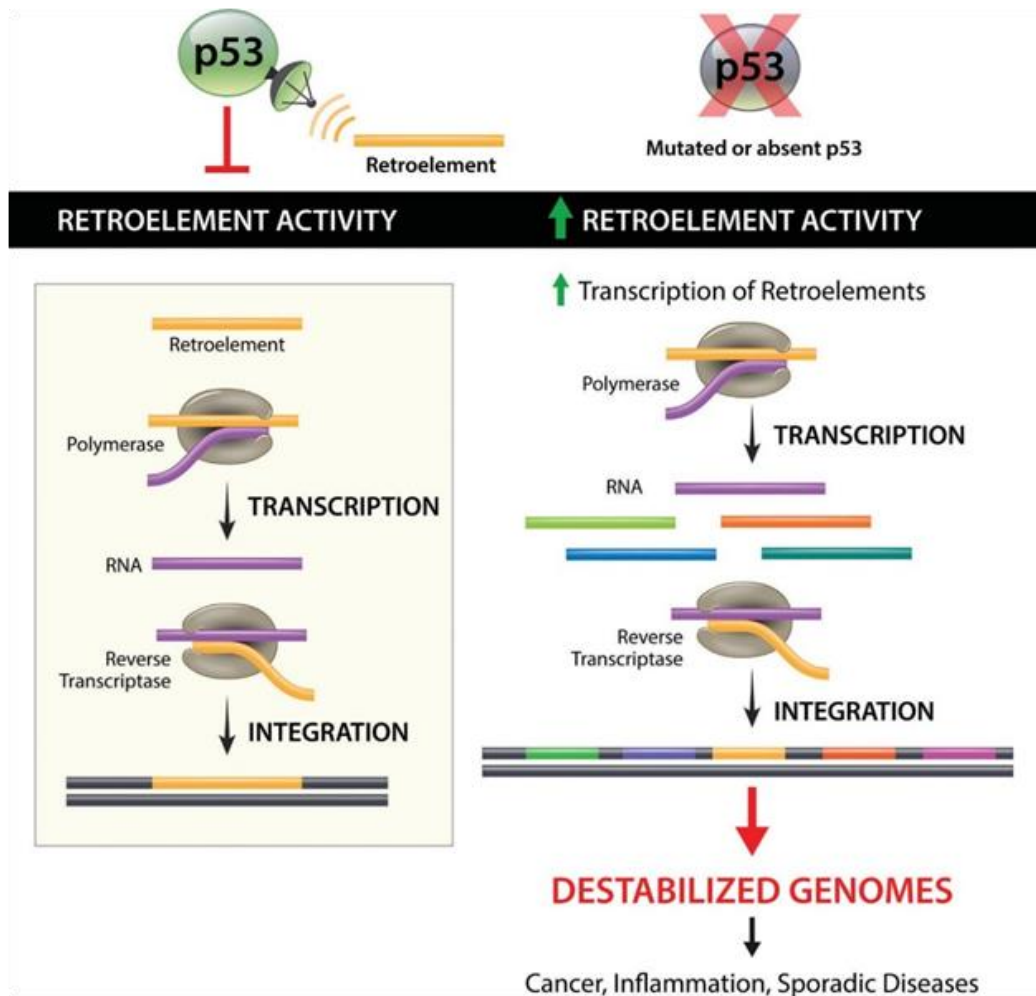 p53
Retroelement
p53
Mutated or absent p53
RETROELEMENT ACTIVITY
RETROELEMENT ACTIVITY
Retroelement
Polymerase
TRANSCRIPTION
RNA
Reverse
Transcriptase
INTEGRATION
Transcription of Retroelements
Polymerase
TRANSCRIPTION
RNA
Reverse
Transcriptase
INTEGRATION
DESTABILIZED GENOMES
Cancer, Inflammation, Sporadic Diseases